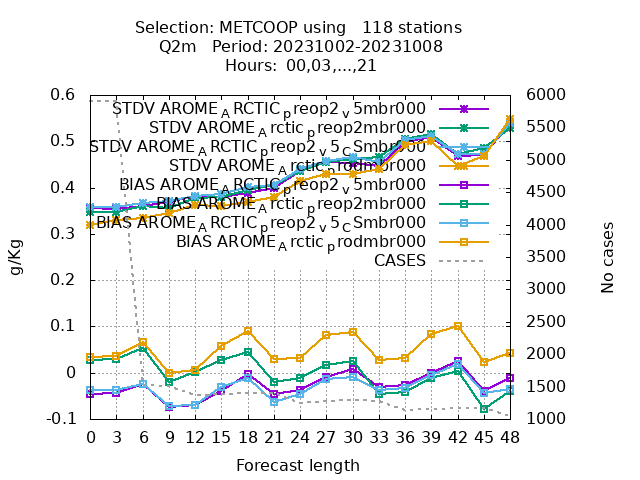 Selection: METCOOP using   118 stations
Q2m   Period: 20231002-20231008
Hours: 00,03,...,21
STDV AROME_ARCTIC_preop2_v5mbr000
STDV AROME_Arctic_preop2mbr000
STDV AROME_ARCTIC_preop2_v5_CSmbr000
STDV AROME_Arctic_prodmbr000
BIAS AROME_ARCTIC_preop2_v5mbr000
BIAS AROME_Arctic_preop2mbr000
BIAS AROME_ARCTIC_preop2_v5_CSmbr000
BIAS AROME_Arctic_prodmbr000
CASES
0.6
0.5
0.4
0.3
0.2
0.1
0
-0.1
g/Kg
6000
5500
5000
4500
4000
3500
3000
2500
2000
1500
1000
No cases
0 3 6 9 12 15 18 21 24 27 30 33 36 39 42 45 48
Forecast length